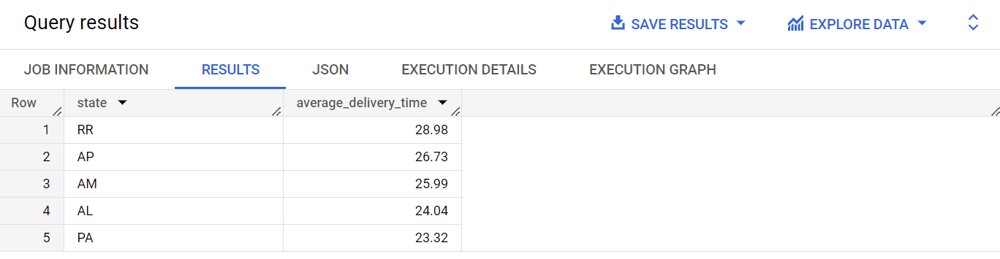 Query results SAVE RESULTS EXPLORE DATA
JOB INFORMATION RESULTS JSON EXECUTION DETAILS EXECUTION GRAPH
Row state average_delivery_time
1 RR 28.98
2 AP 26.73
3 AM 25.99
4 AL 24.04
5 PA 23.32